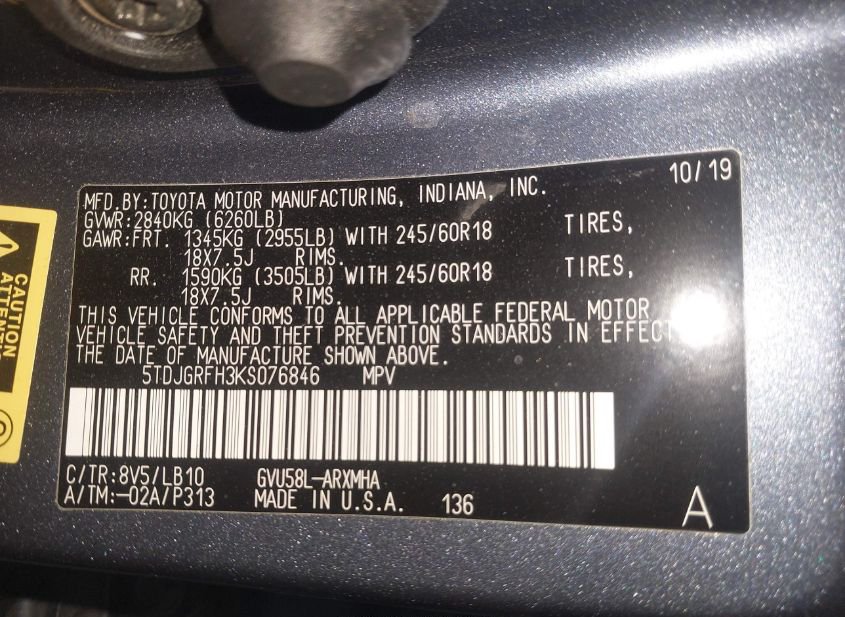 10/19
MFD.BY:TOYOTA MOTOR MANUFACTURING, INDIANA, INC.
GVWR:2840KG (6260LB)
GAWR:FRT. 1345KG (2955LB) WITH 245/60R18 TIRES,
18X7.5J RIMS.
RR. 1590KG (3505LB) WITH 245/60R18 TIRES,
18X7.5J RIMS.
THIS VEHICLE CONFORMS TO ALL APPLICABLE FEDERAL MOTOR
VEHICLE SAFETY AND THEFT PREVENTION STANDARDS IN EFFECT
THE DATE OF MANUFACTURE SHOWN ABOVE.
5TDJGRFH3KS076846 MPV
C/TR:8V5/LB10 GVU58L-ARXMHA
A/TM:-02A/P313 MADE IN U.S.A. 136
A
CAUTION